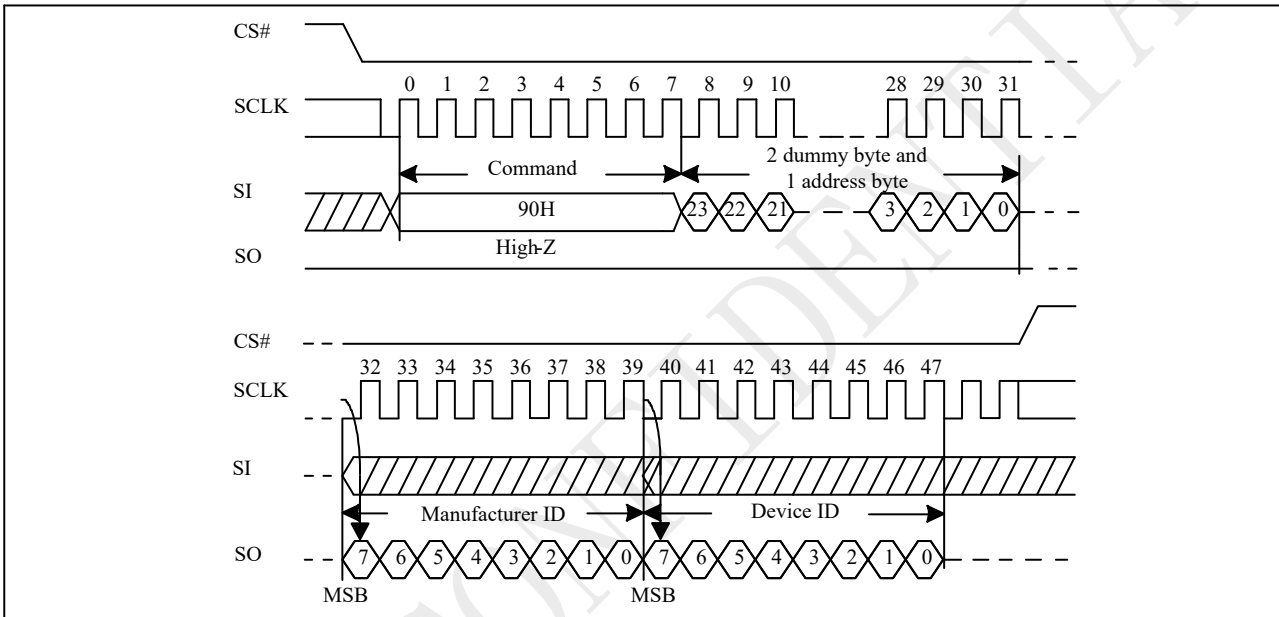 CS#
0 1 2 3 4 5 6 7 8 9 10 28 29 30 31
SCLK
Command
2 dummy byte and
1 address byte
SI
90H
23 22 21 3 2 1 0
High-Z
SO
CS#
32 33 34 35 36 37 38 39 40 41 42 43 44 45 46 47
SCLK
SI
Manufacturer ID
Device ID
SO
7 6 5 4 3 2 1 0 7 6 5 4 3 2 1 0
MSB
MSB
ONFIDENTIA